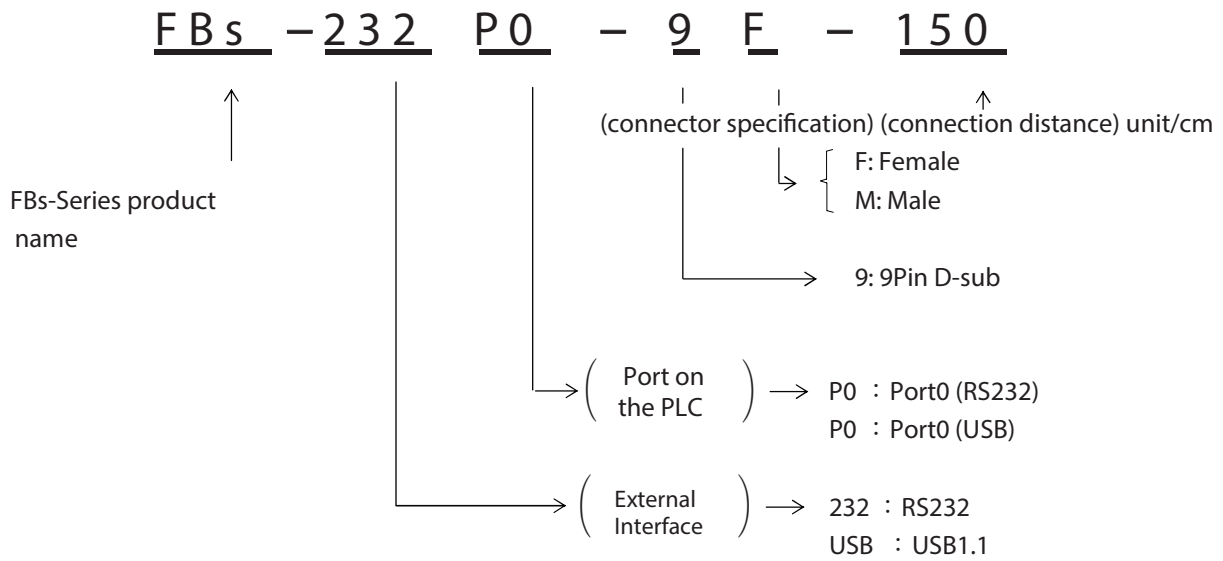 FBs -232 P0 - 9 F - 150
(connector specification) (connection distance) unit/cm
F: Female
M: Male
FBs-Series product
name
9: 9Pin D-sub
Port on
the PLC
P0 : Port0 (RS232)
P0 : Port0 (USB)
External
Interface
232 : RS232
USB : USB1.1